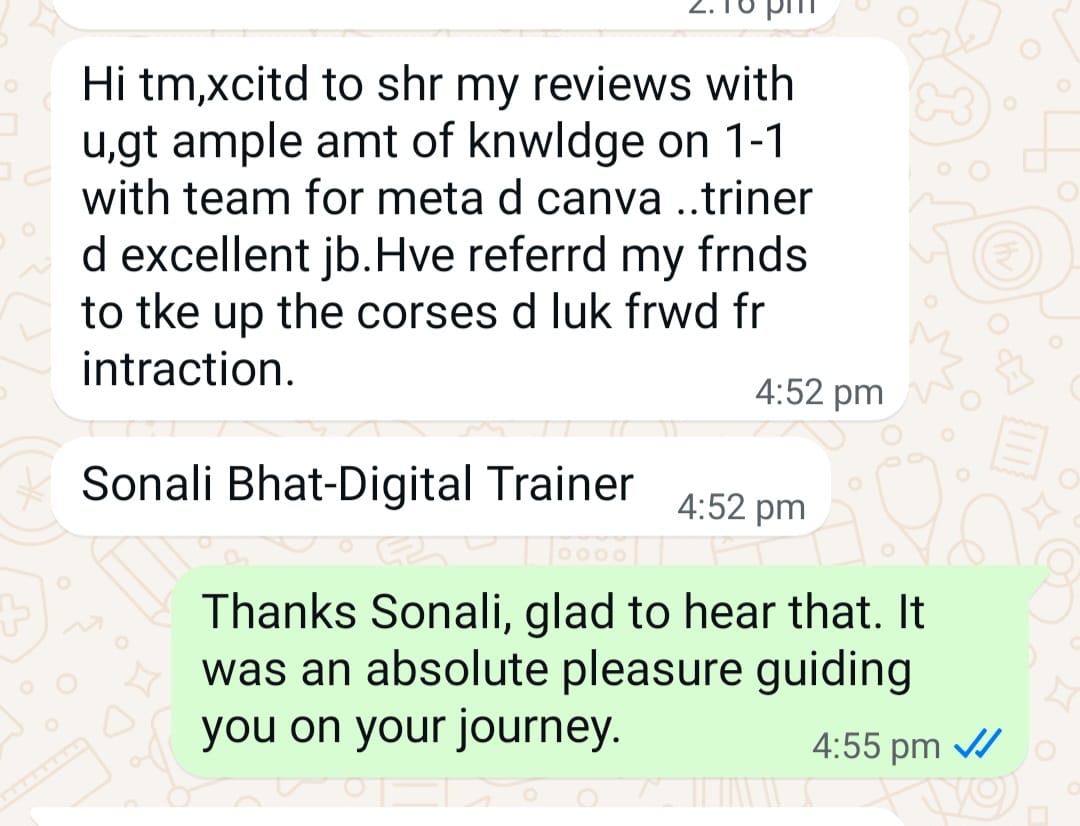 2:16 pm
Hi tm,xcitd to shr my reviews with
u,gt ample amt of knwldge on 1-1
with team for meta d canva ..triner
d excellent jb.Hve referrd my frnds
to tke up the corses d luk frwd fr
intraction.
4:52 pm
Sonali Bhat-Digital Trainer
4:52 pm
Thanks Sonali, glad to hear that. It
was an absolute pleasure guiding
you on your journey.
4:55 pm